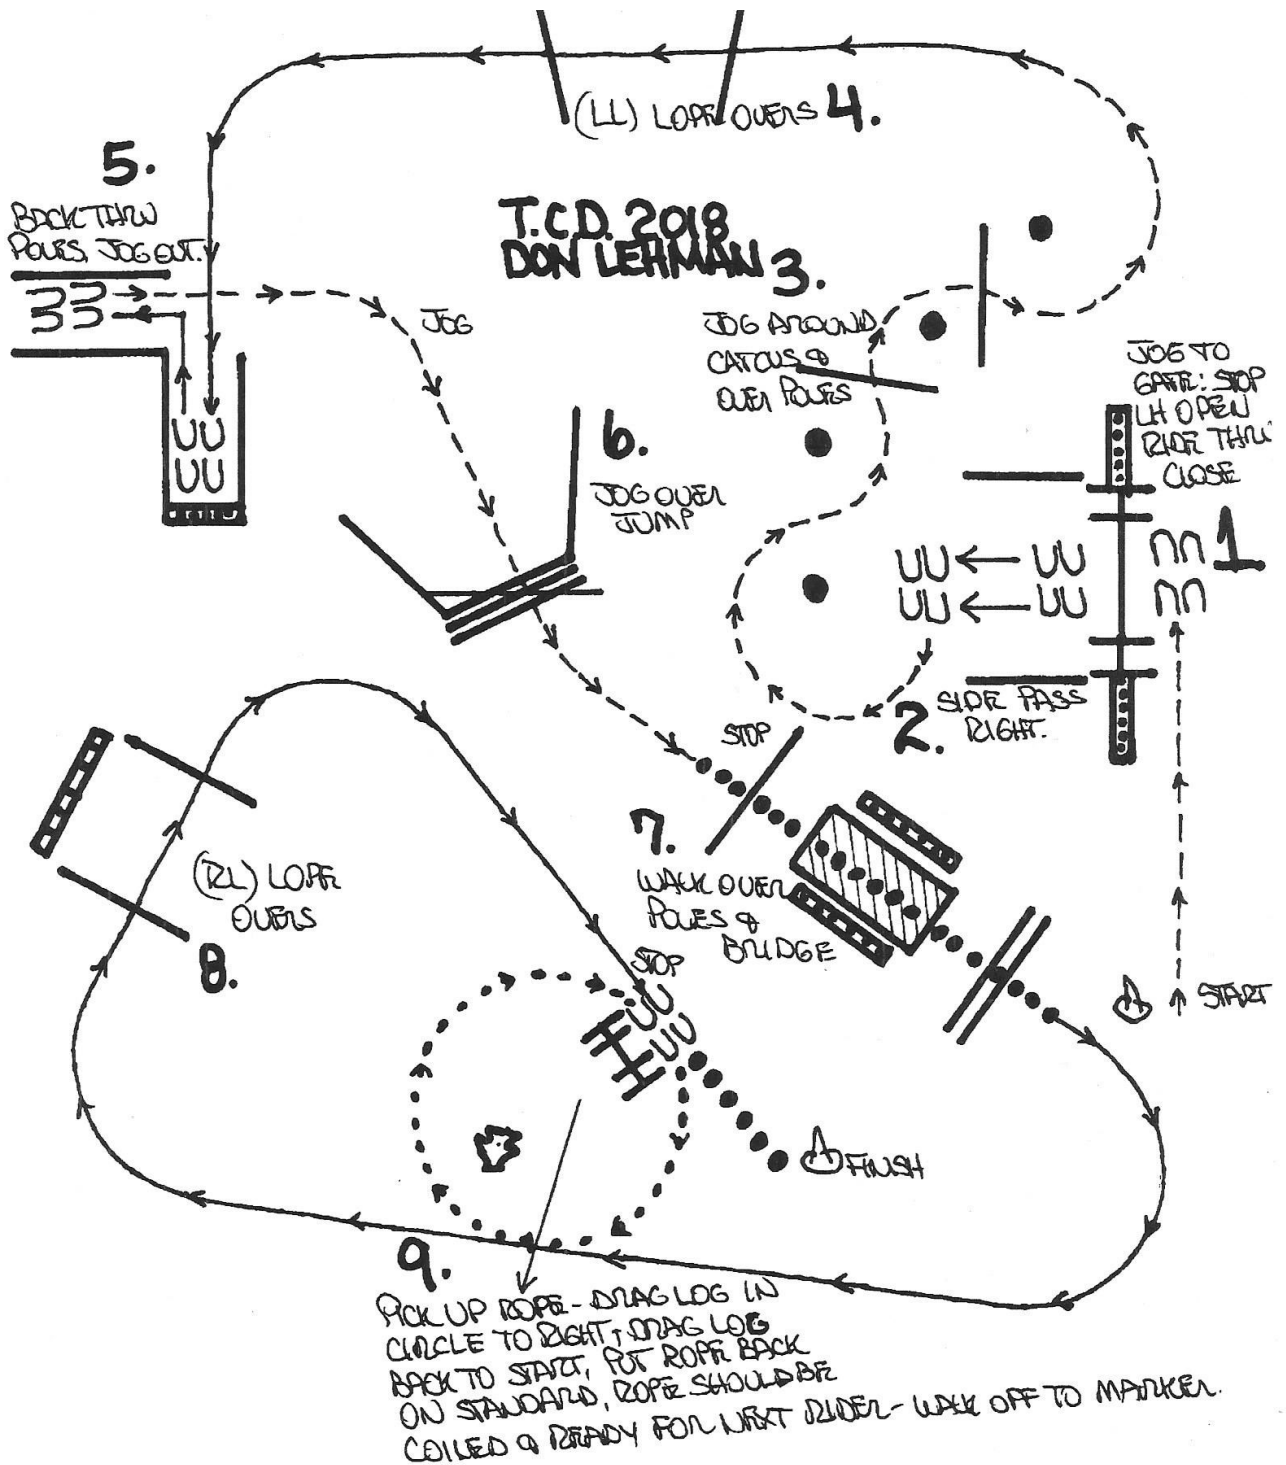 (LL) LOPE OVERS 4.
5.
BACK THRU
POLES, JOG OUT.
T.C.D. 2018
DON LEHMAN
3.
JOG AROUND
CATCUS &
OVER POLES
JOG
JOG TO
GATE: STOP
LH OPEN
RIDE THRU
CLOSE
1
6.
JOG OVER
JUMP
2.
SIDE PASS
RIGHT.
STOP
7.
WALK OVER
POLES &
BRIDGE
(RL) LOPE
OVERS
8.
STOP
START
FINISH
9.
PICK UP ROPE - DRAG LOG IN
CIRCLE TO RIGHT, DRAG LOG
BACK TO START, PUT ROPE BACK
ON STANDARD, ROPE SHOULD BE
COILED & READY FOR NEXT RIDER - WALK OFF TO MARKER.